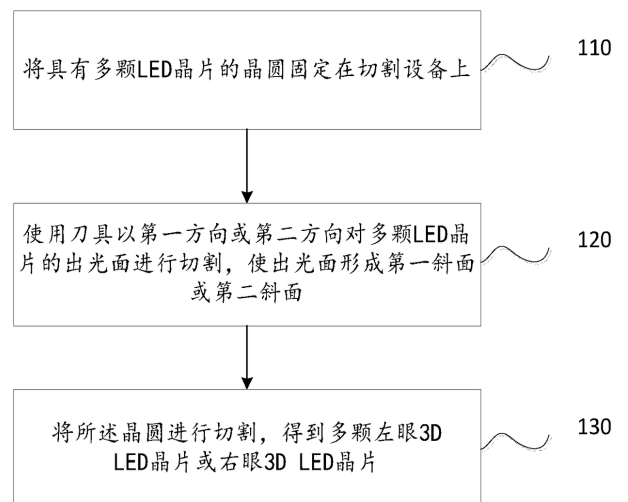 将具有多颗LED晶片的晶圆固定在切割设备上
110
使用刀具以第一方向或第二方向对多颗LED晶
片的出光面进行切割，使出光面形成第一斜面
或第二斜面
120
将所述晶圆进行切割，得到多颗左眼3D
LED晶片或右眼3D LED晶片
130